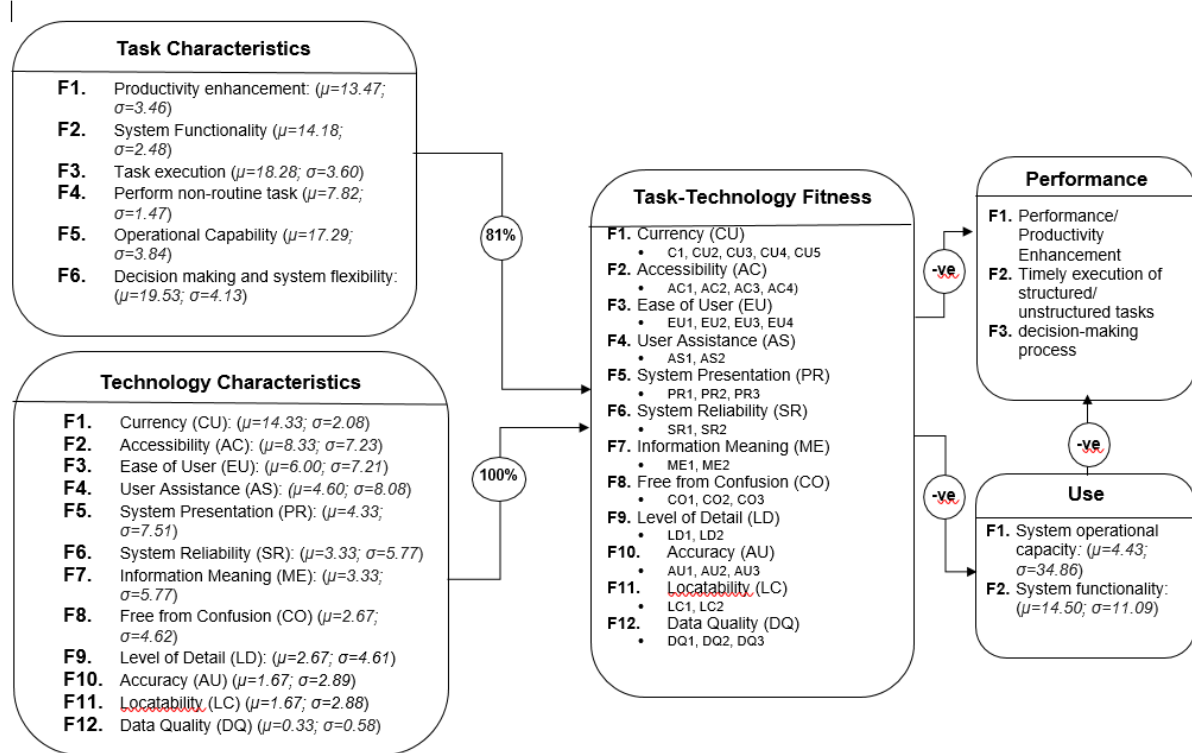 Task Characteristics
F1. Productivity enhancement: (μ=13.47;
σ=3.46)
F2. System Functionality (μ=14.18;
σ=2.48)
F3. Task execution (μ=18.28; σ=3.60)
F4. Perform non-routine task (μ=7.82;
σ=1.47)
F5. Operational Capability (μ=17.29;
σ=3.84)
F6. Decision making and system flexibility:
(μ=19.53; σ=4.13)
81%
Technology Characteristics
F1. Currency (CU): (μ=14.33; σ=2.08)
F2. Accessibility (AC): (μ=8.33; σ=7.23)
F3. Ease of User (EU): (μ=6.00; σ=7.21)
F4. User Assistance (AS): (μ=4.60; σ=8.08)
F5. System Presentation (PR): (μ=4.33;
σ=7.51)
F6. System Reliability (SR): (μ=3.33; σ=5.77)
F7. Information Meaning (ME): (μ=3.33;
σ=5.77)
F8. Free from Confusion (CO) (μ=2.67;
σ=4.62)
F9. Level of Detail (LD): (μ=2.67; σ=4.61)
F10. Accuracy (AU) (μ=1.67; σ=2.89)
F11. Locatability (LC) (μ=1.67; σ=2.88)
F12. Data Quality (DQ) (μ=0.33; σ=0.58)
100%
Task-Technology Fitness
F1. Currency (CU)
• C1, CU2, CU3, CU4, CU5
F2. Accessibility (AC)
• AC1, AC2, AC3, AC4)
F3. Ease of User (EU)
• EU1, EU2, EU3, EU4
F4. User Assistance (AS)
• AS1, AS2
F5. System Presentation (PR)
• PR1, PR2, PR3
F6. System Reliability (SR)
• SR1, SR2
F7. Information Meaning (ME)
• ME1, ME2
F8. Free from Confusion (CO)
• CO1, CO2, CO3
F9. Level of Detail (LD)
• LD1, LD2
F10. Accuracy (AU)
• AU1, AU2, AU3
F11. Locatability (LC)
• LC1, LC2
F12. Data Quality (DQ)
• DQ1, DQ2, DQ3
-ve
-ve
Performance
F1. Performance/
Productivity
Enhancement
F2. Timely execution of
structured/
unstructured tasks
F3. decision-making
process
-ve
Use
F1. System operational
capacity: (μ=4.43;
σ=34.86)
F2. System functionality:
(μ=14.50; σ=11.09)